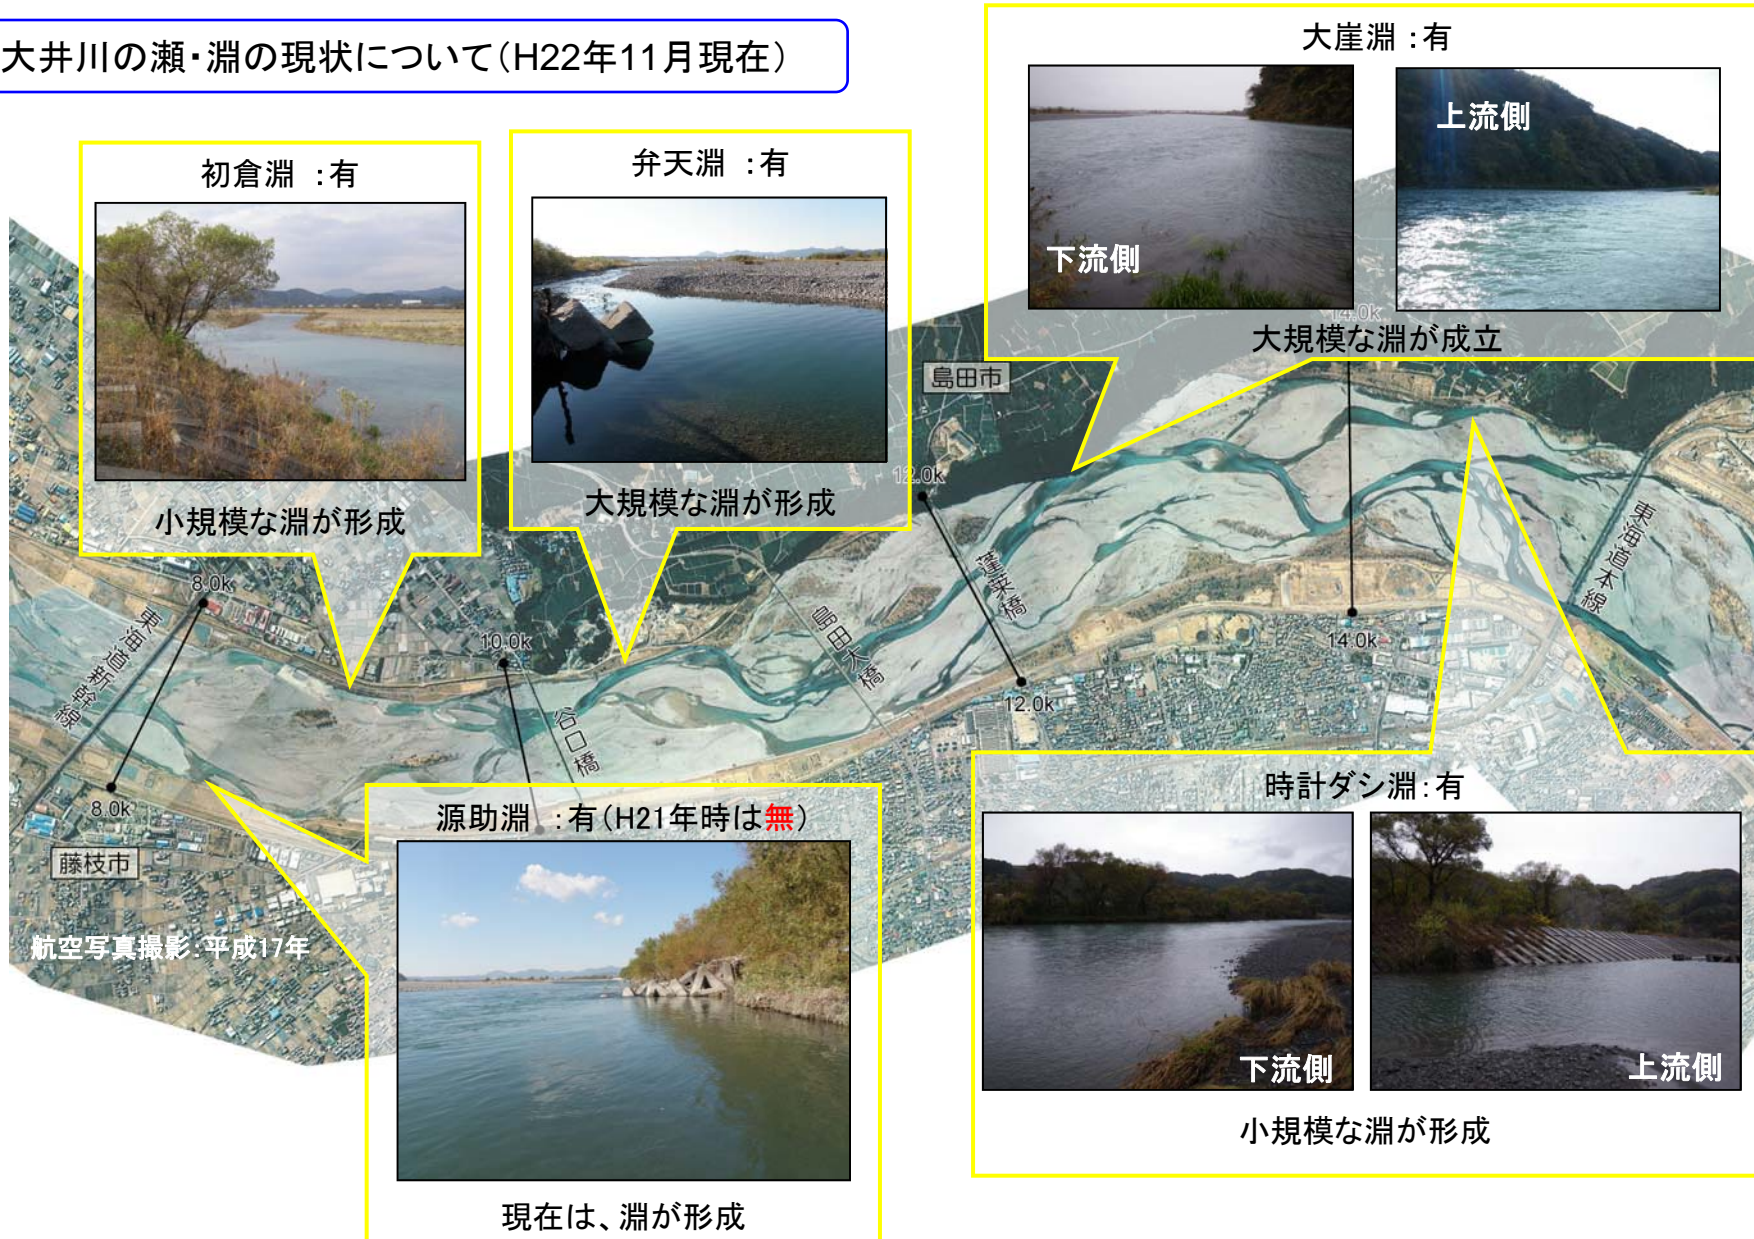 大井川の瀬・淵の現状について(H22年11月現在)
大崖淵:有
下流側
上流側
大規模な淵が成立
初倉淵 :有
小規模な淵が形成
弁天淵 :有
大規模な淵が形成
島田市
14.0k
12.0k
8.0k
10.0k
東海道新幹線
谷口橋
島田大橋
蓬莱橋
東海道本線
14.0k
12.0k
8.0k
藤枝市
航空写真撮影:平成17年
源助淵 :有(H21年時は無)
現在は、淵が形成
時計ダシ淵:有
下流側
上流側
小規模な淵が形成